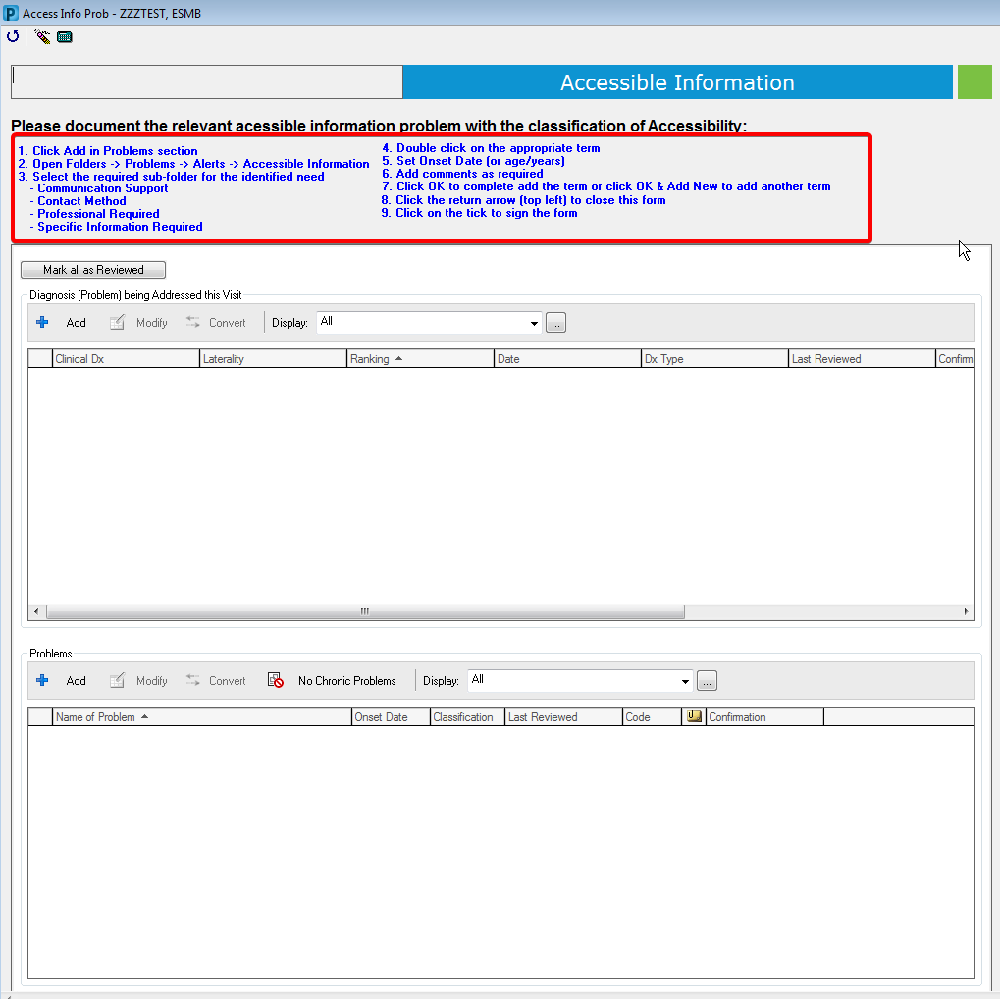 Access Info Prob - ZZZTEST, ESMB
Accessible Information
Please document the relevant acessible information problem with the classification of Accessibility:
1. Click Add in Problems section
2. Open Folders -> Problems -> Alerts -> Accessible Information
3. Select the required sub-folder for the identified need
- Communication Support
- Contact Method
- Professional Required
- Specific Information Required
4. Double click on the appropriate term
5. Set Onset Date (or age/years)
6. Add comments as required
7. Click OK to complete add the term or click OK & Add New to add another term
8. Click the return arrow (top left) to close this form
9. Click on the tick to sign the form
Mark all as Reviewed
Diagnosis (Problem) being Addressed this Visit
Add Modify Convert Display: All ...
Clinical Dx Laterality Ranking Date Dx Type Last Reviewed Confirma
Problems
Add Modify Convert No Chronic Problems Display: All ...
Name of Problem Onset Date Classification Last Reviewed Code Confirmation